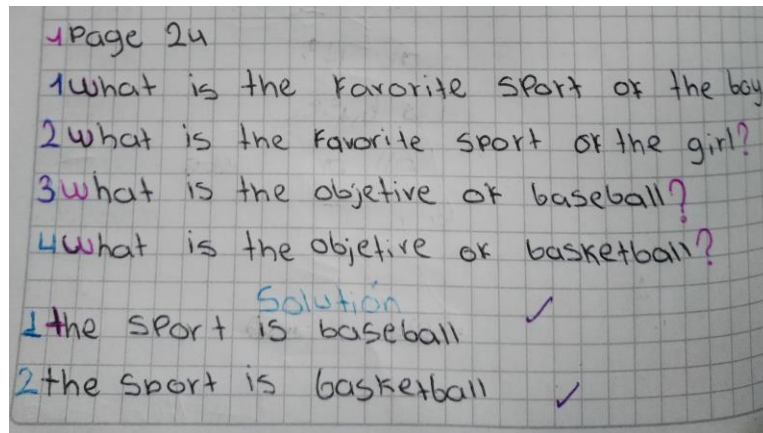 1 Page 24
1 what is the Favorite sport of the boy
2 what is the Favorite sport of the girl?
3 what is the objetive of baseball?
4 what is the objetive of basketball?
Solutión
1 the sport is baseball ✓
2 the sport is basketball ✓